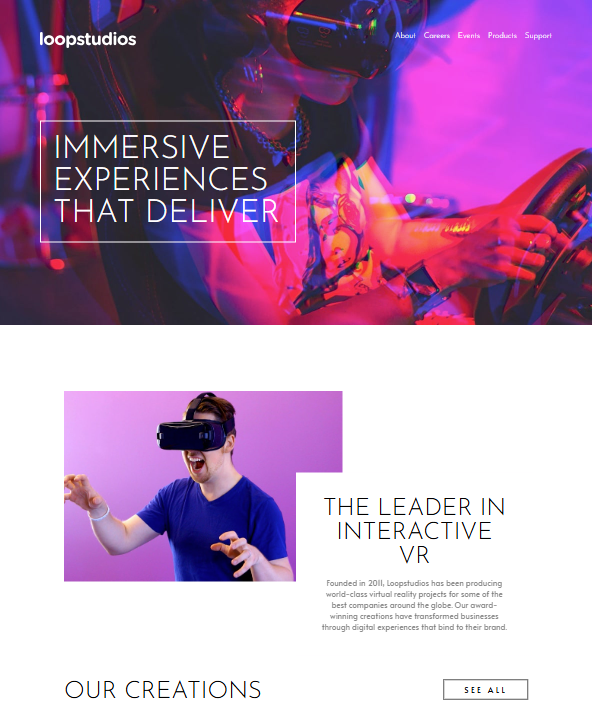 loopstudios
About Careers Events Products Support
IMMERSIVE
EXPERIENCES
THAT DELIVER
THE LEADER IN
INTERACTIVE
VR
Founded in 2011, Loopstudios has been producing
world-class virtual reality projects for some of the
best companies around the globe. Our award-
winning creations have transformed businesses
through digital experiences that bind to their brand.
OUR CREATIONS
SEE ALL